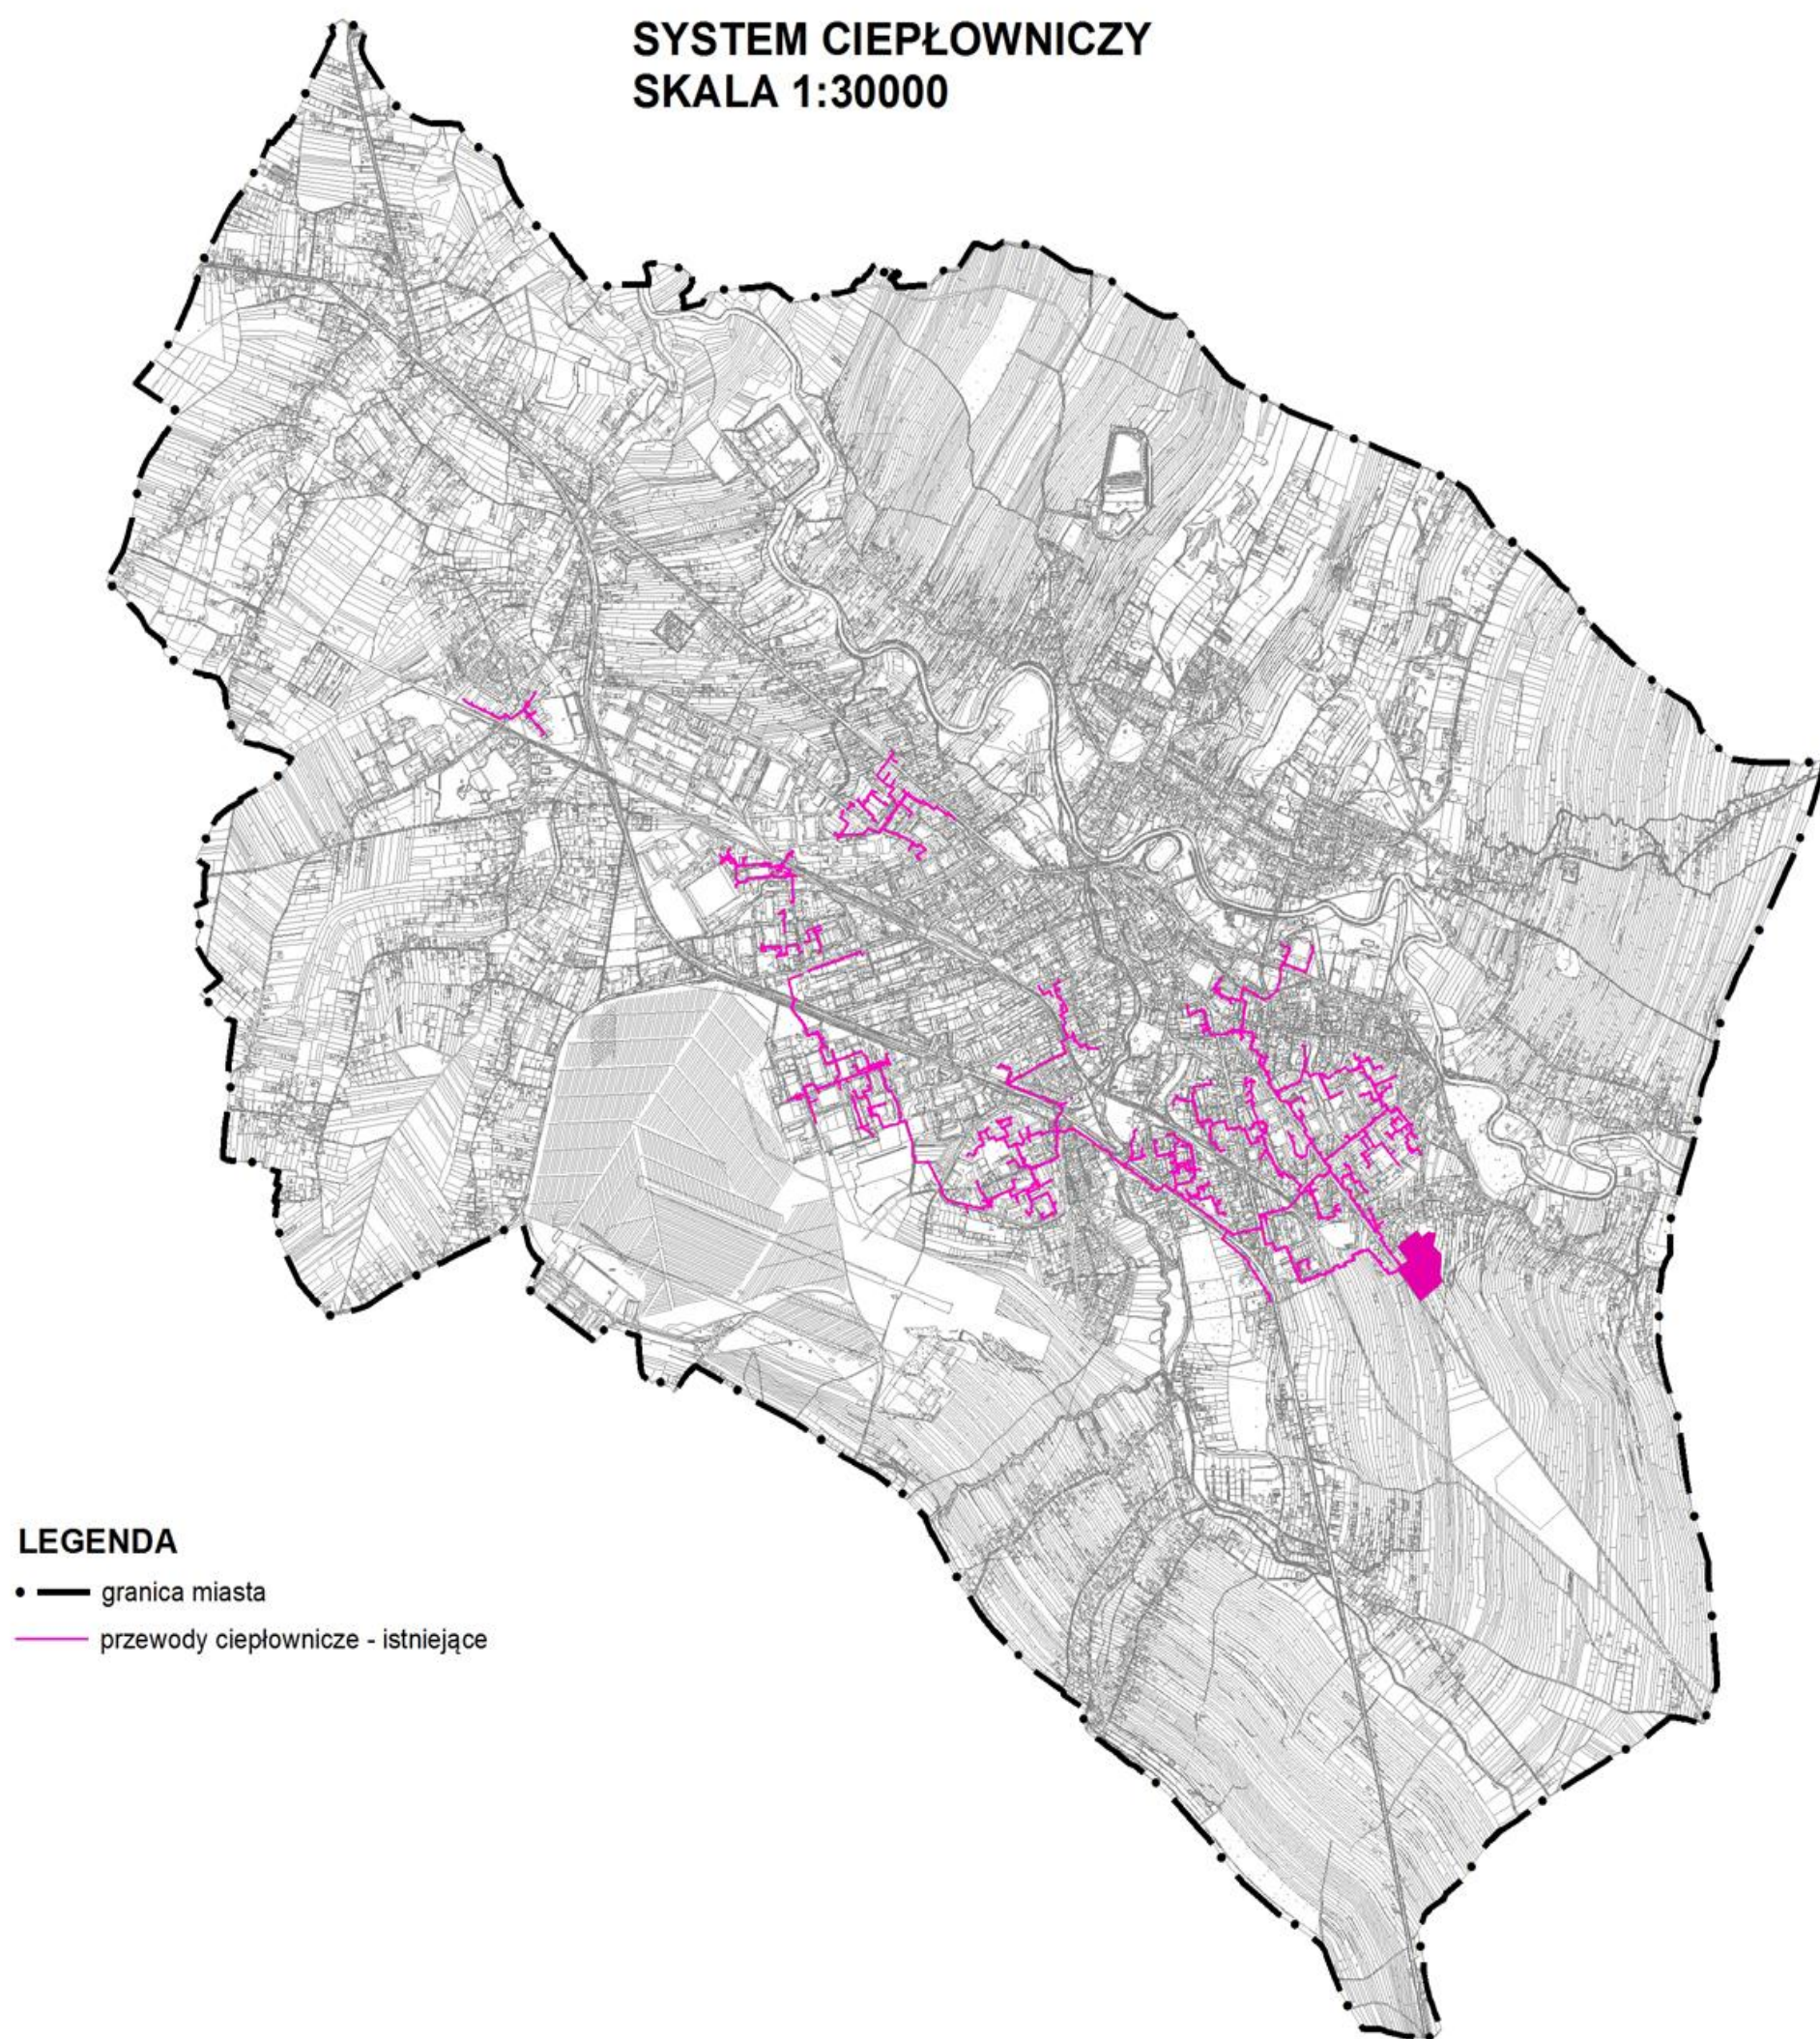 SYSTEM CIEPŁOWNICZY
SKALA 1:30000
LEGENDA
granica miasta
przewody ciepłownicze - istniejące